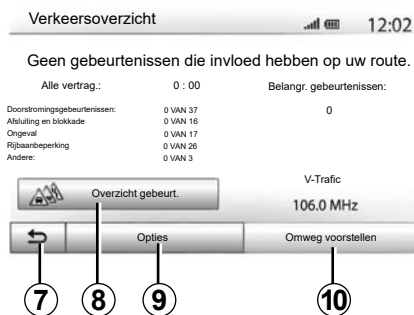 Verkeersoverzicht 12:02
Geen gebeurtenissen die invloed hebben op uw route.
Alle vertrag.: 0 : 00 Belangr. gebeurtenissen:
0
Doorstromingsgebeurtenissen: 0 VAN 37
Afsluiting en blokkade 0 VAN 16
Ongeval 0 VAN 17
Rijbaanbeperking 0 VAN 26
Andere: 0 VAN 3
Overzicht gebeurt.
V-Trafic
106.0 MHz
Opties Omweg voorstellen
7 8 9 10